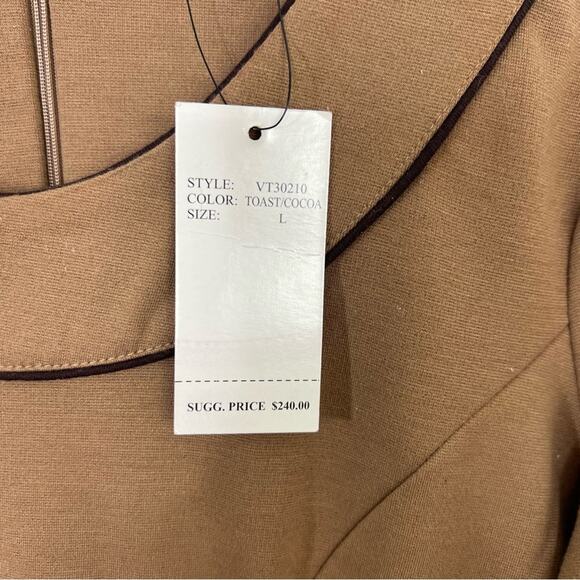 STYLE: VT30210
COLOR: TOAST/COCOA
SIZE: L
SUGG. PRICE $240.00